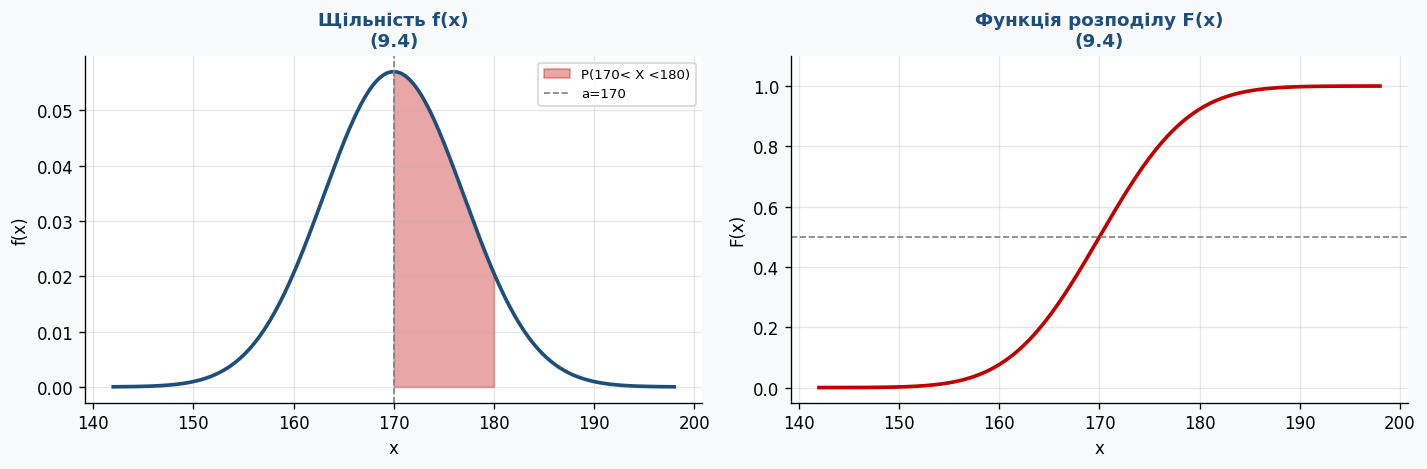 Щільність f(x)
(9.4)
P(170< X <180)
a=170
f(x)
0.05
0.04
0.03
0.02
0.01
0.00
140 150 160 170 180 190 200
x
Функція розподілу F(x)
(9.4)
F(x)
1.0
0.8
0.6
0.4
0.2
0.0
140 150 160 170 180 190 200
x